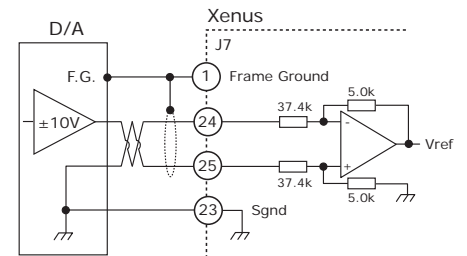 Xenus
D/A
J7
F.G.
1
Frame Ground
±10V
24
37.4k
5.0k
-
Vref
25
37.4k
+
5.0k
23
Sgnd